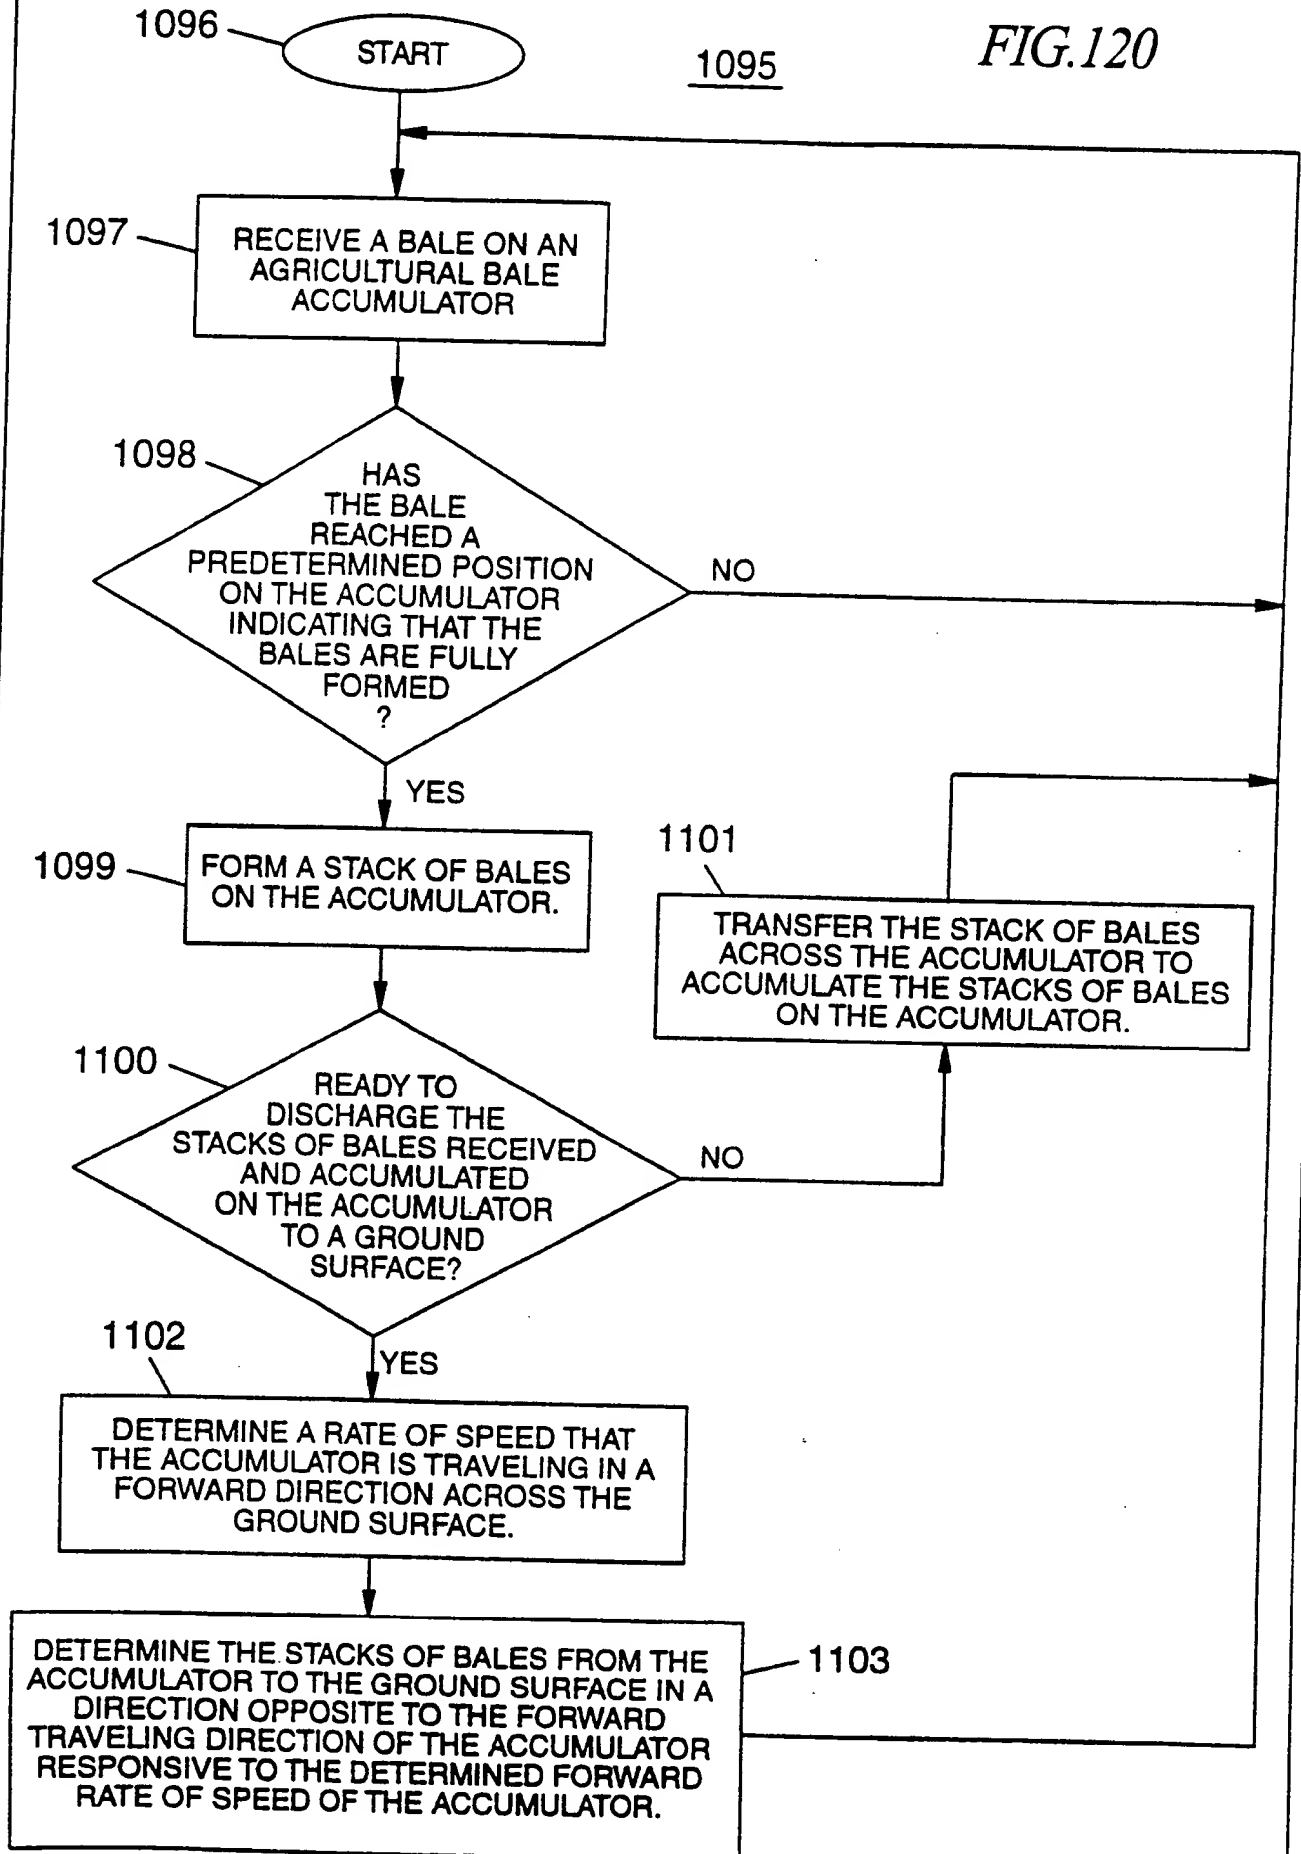 1096
START
1095
FIG.120
1097
RECEIVE A BALE ON AN
AGRICULTURAL BALE
ACCUMULATOR
1098
HAS
THE BALE
REACHED A
PREDETERMINED POSITION
ON THE ACCUMULATOR
INDICATING THAT THE
BALES ARE FULLY
FORMED
?
NO
YES
1099
FORM A STACK OF BALES
ON THE ACCUMULATOR.
1101
TRANSFER THE STACK OF BALES
ACROSS THE ACCUMULATOR TO
ACCUMULATE THE STACKS OF BALES
ON THE ACCUMULATOR.
1100
READY TO
DISCHARGE THE
STACKS OF BALES RECEIVED
AND ACCUMULATED
ON THE ACCUMULATOR
TO A GROUND
SURFACE?
NO
YES
1102
DETERMINE A RATE OF SPEED THAT
THE ACCUMULATOR IS TRAVELING IN A
FORWARD DIRECTION ACROSS THE
GROUND SURFACE.
1103
DETERMINE THE STACKS OF BALES FROM THE
ACCUMULATOR TO THE GROUND SURFACE IN A
DIRECTION OPPOSITE TO THE FORWARD
TRAVELING DIRECTION OF THE ACCUMULATOR
RESPONSIVE TO THE DETERMINED FORWARD
RATE OF SPEED OF THE ACCUMULATOR.